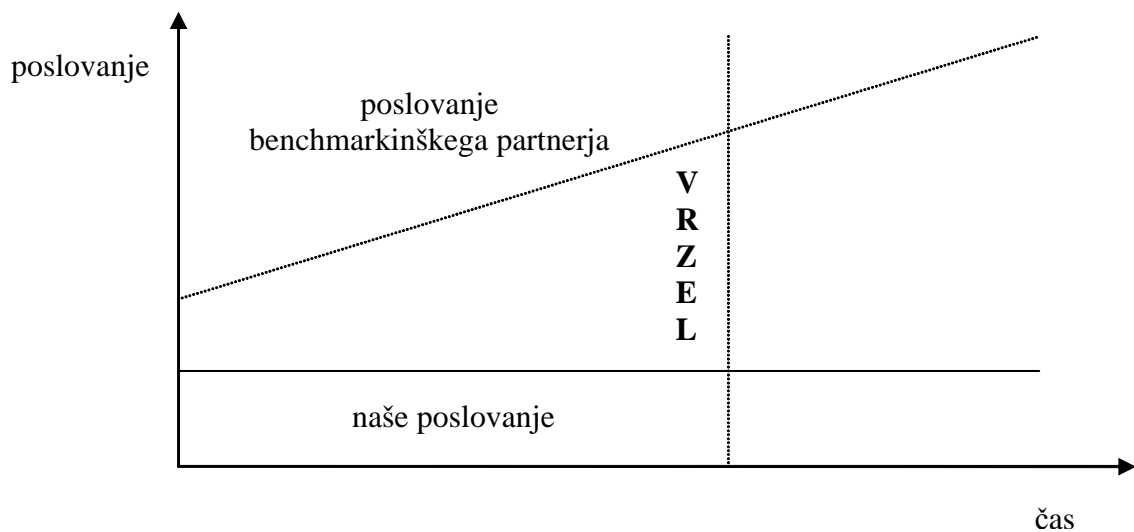 poslovanje
poslovanje
benchmarkinškega partnerja
V
R
Z
E
L
naše poslovanje
čas